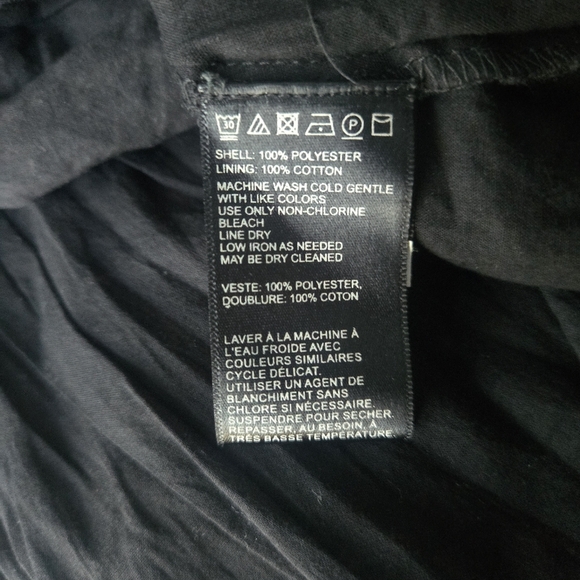 30 P
SHELL: 100% POLYESTER
LINING: 100% COTTON
MACHINE WASH COLD GENTLE
WITH LIKE COLORS
USE ONLY NON-CHLORINE
BLEACH
LINE DRY
LOW IRON AS NEEDED
MAY BE DRY CLEANED
VESTE: 100% POLYESTER,
DOUBLURE: 100% COTON
LAVER À LA MACHINE À
L'EAU FROIDE AVEC
COULEURS SIMILAIRES
CYCLE DÉLICAT.
UTILISER UN AGENT DE
BLANCHIMENT SANS
CHLORE SI NÉCESSAIRE.
SUSPENDRE POUR SECHER.
REPASSER, AU BESOIN, À
TRÈS BASSE TEMPÉRATURE.